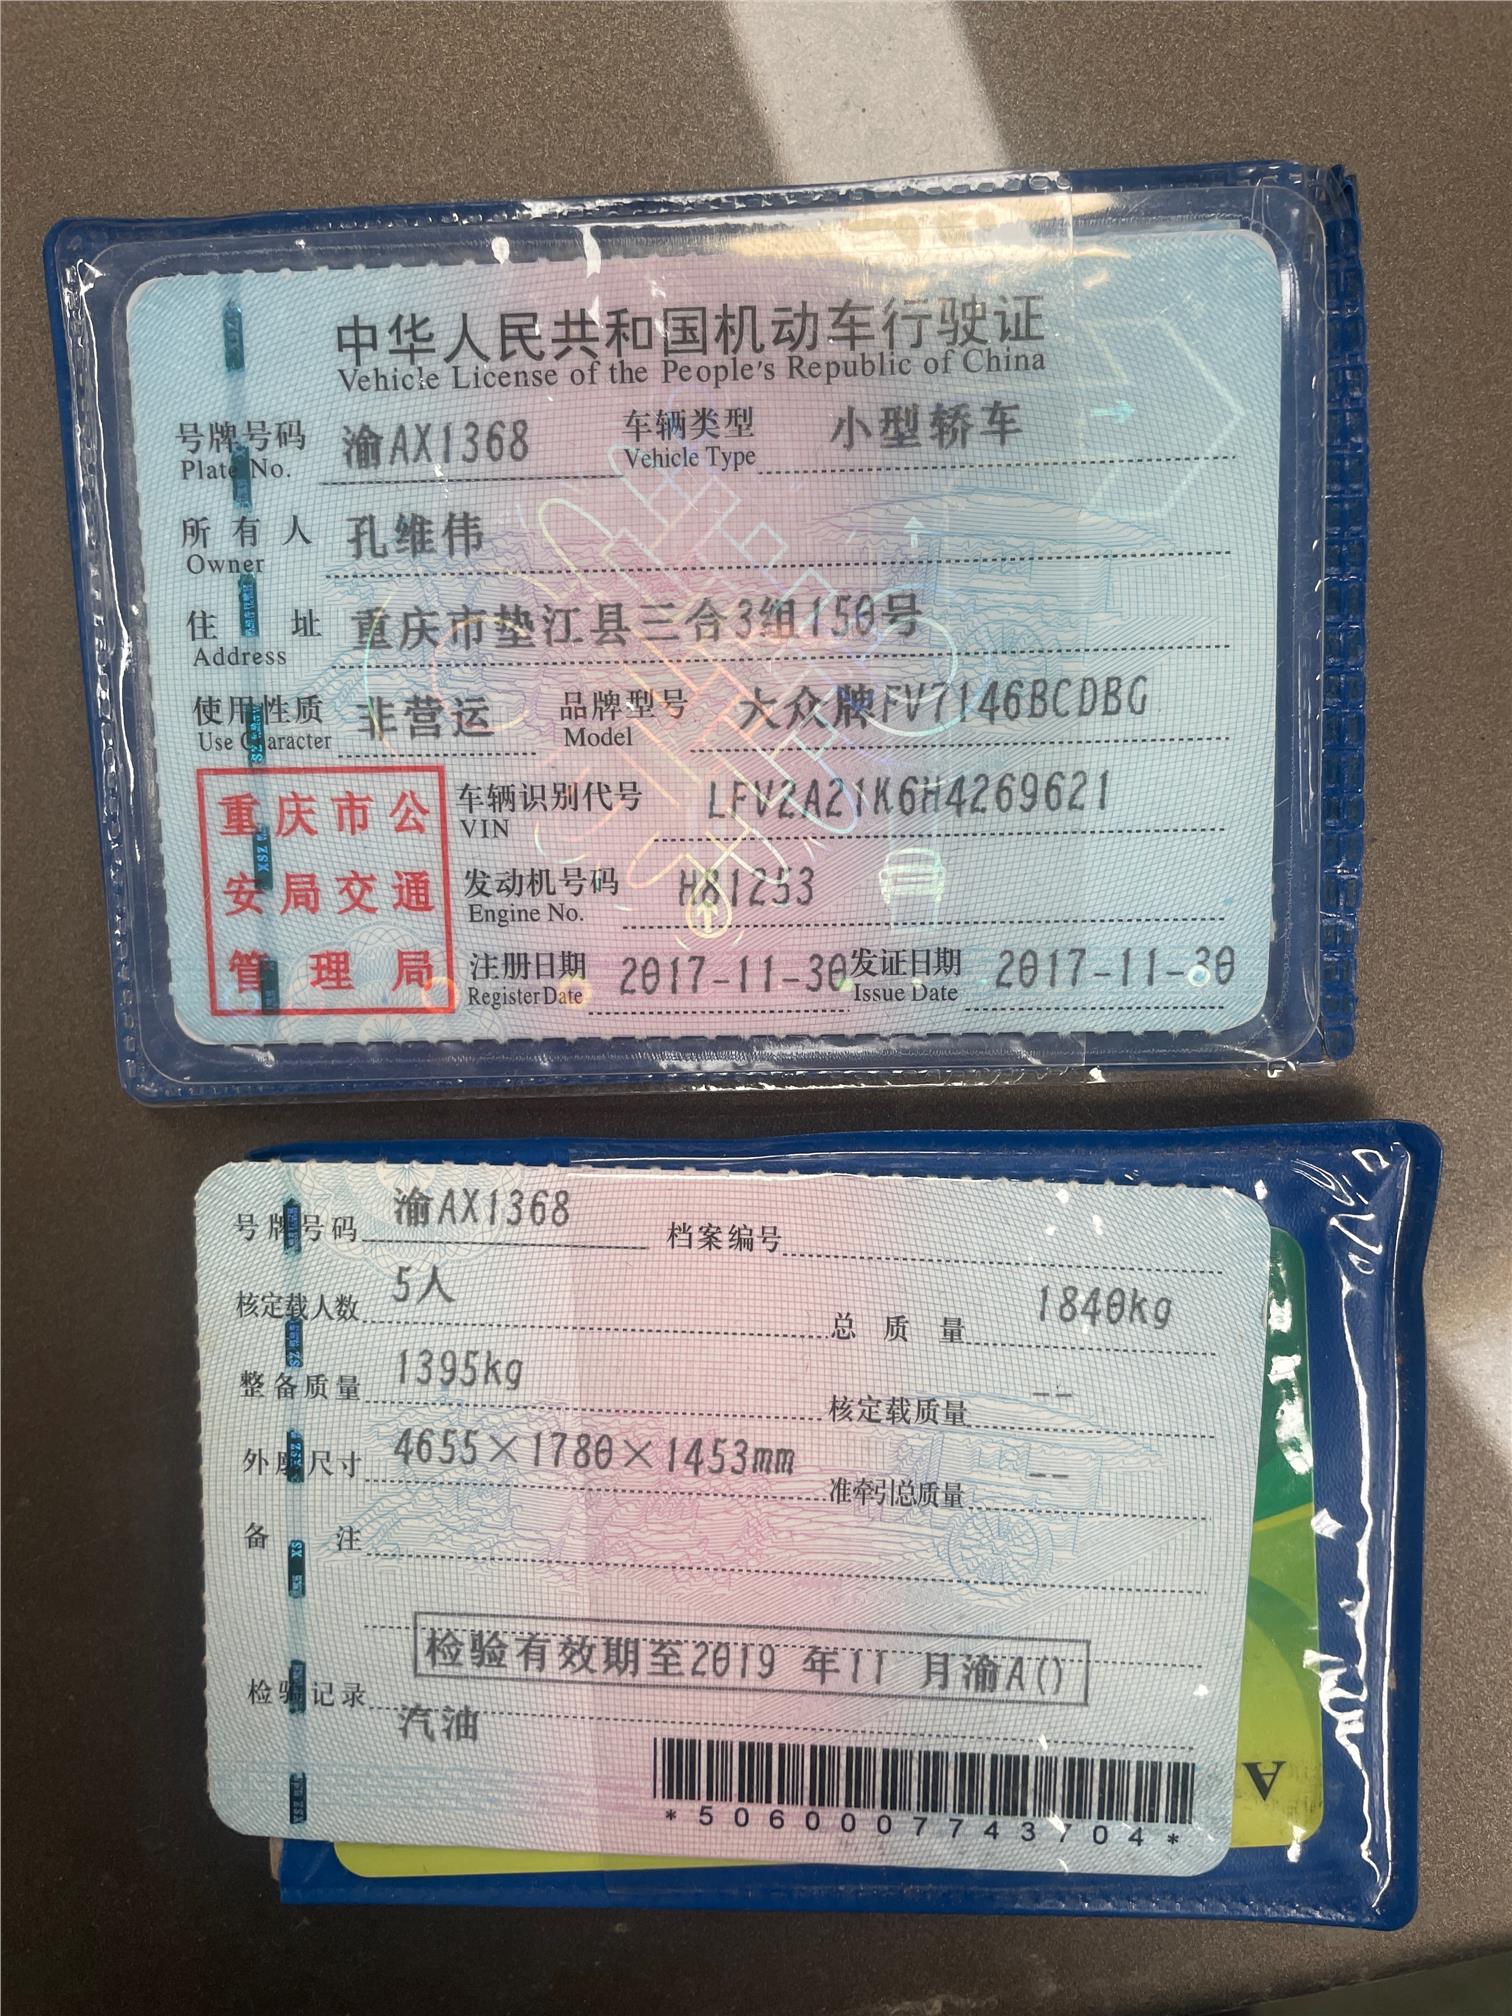 中华人民共和国机动车行驶证
Vehicle License of the People's Republic of China
号牌号码 渝AX1368 车辆类型 小型轿车
Plate No. Vehicle Type
所有人 孔维伟
Owner
住址 重庆市垫江县三合3组150号
Address
使用性质 非营运 品牌型号 大众牌FV7146BCDBG
Use Character Model
重庆市公
安局交通
管理局
车辆识别代号 LFV2A21K6H4269621
VIN
发动机号码 H81253
Engine No.
注册日期 2017-11-30 发证日期 2017-11-30
Register Date Issue Date
号牌号码 渝AX1368 档案编号
核定载人数 5人 总质量 1840kg
整备质量 1395kg 核定载质量 --
外廓尺寸 4655×1780×1453mm 准牵引总质量 --
备注
检验有效期至2019 年11 月渝A()
检验记录
汽油
*5060007743704*
A